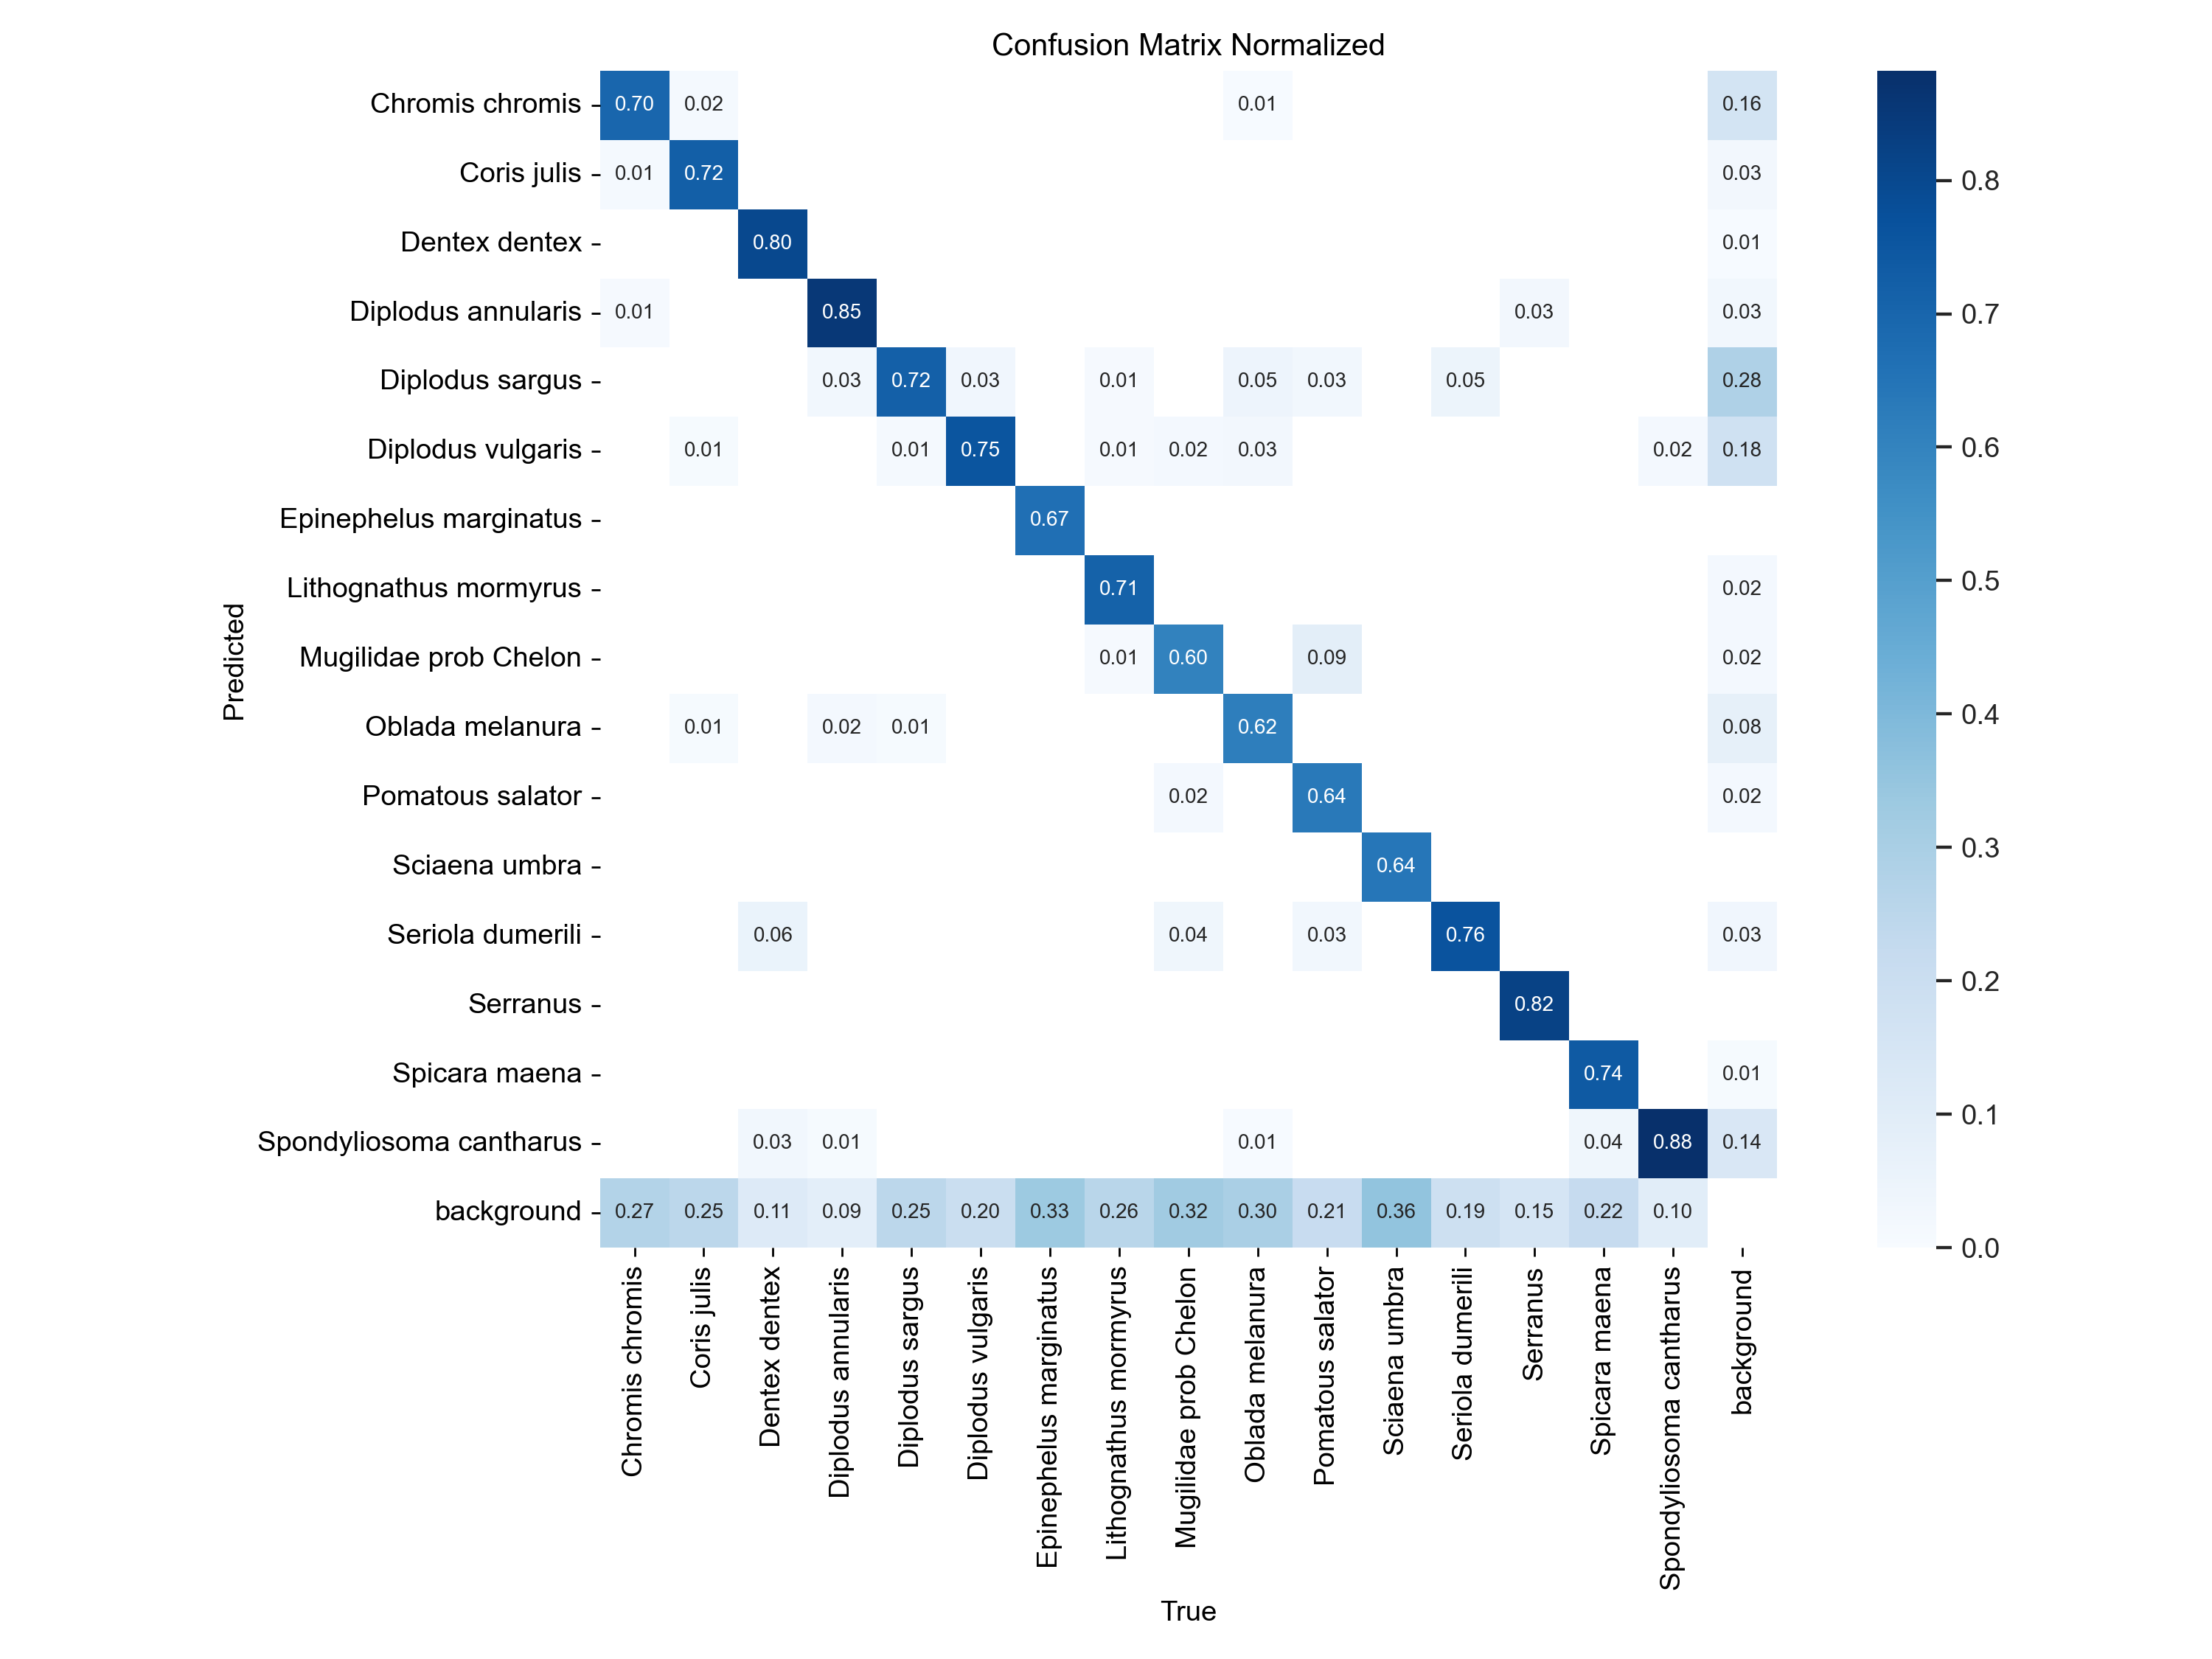 Confusion Matrix Normalized
Chromis chromis 0.70 0.02 0.01 0.16
Coris julis 0.01 0.72 0.03
Dentex dentex 0.80 0.01
Diplodus annularis 0.01 0.85 0.03 0.03
Diplodus sargus 0.03 0.72 0.03 0.01 0.05 0.03 0.05 0.28
Diplodus vulgaris 0.01 0.01 0.75 0.01 0.02 0.03 0.02 0.18
Epinephelus marginatus 0.67
Lithognathus mormyrus 0.71 0.02
Mugilidae prob Chelon 0.01 0.60 0.09 0.02
Oblada melanura 0.01 0.02 0.01 0.62 0.08
Pomatous salator 0.02 0.64 0.02
Sciaena umbra 0.64
Seriola dumerili 0.06 0.04 0.03 0.76 0.03
Serranus 0.82
Spicara maena 0.74 0.01
Spondyliosoma cantharus 0.03 0.01 0.01 0.04 0.88 0.14
background 0.27 0.25 0.11 0.09 0.25 0.20 0.33 0.26 0.32 0.30 0.21 0.36 0.19 0.15 0.22 0.10
Predicted
Chromis chromis
Coris julis
Dentex dentex
Diplodus annularis
Diplodus sargus
Diplodus vulgaris
Epinephelus marginatus
Lithognathus mormyrus
Mugilidae prob Chelon
Oblada melanura
Pomatous salator
Sciaena umbra
Seriola dumerili
Serranus
Spicara maena
Spondyliosoma cantharus
background
True
0.8
0.7
0.6
0.5
0.4
0.3
0.2
0.1
0.0